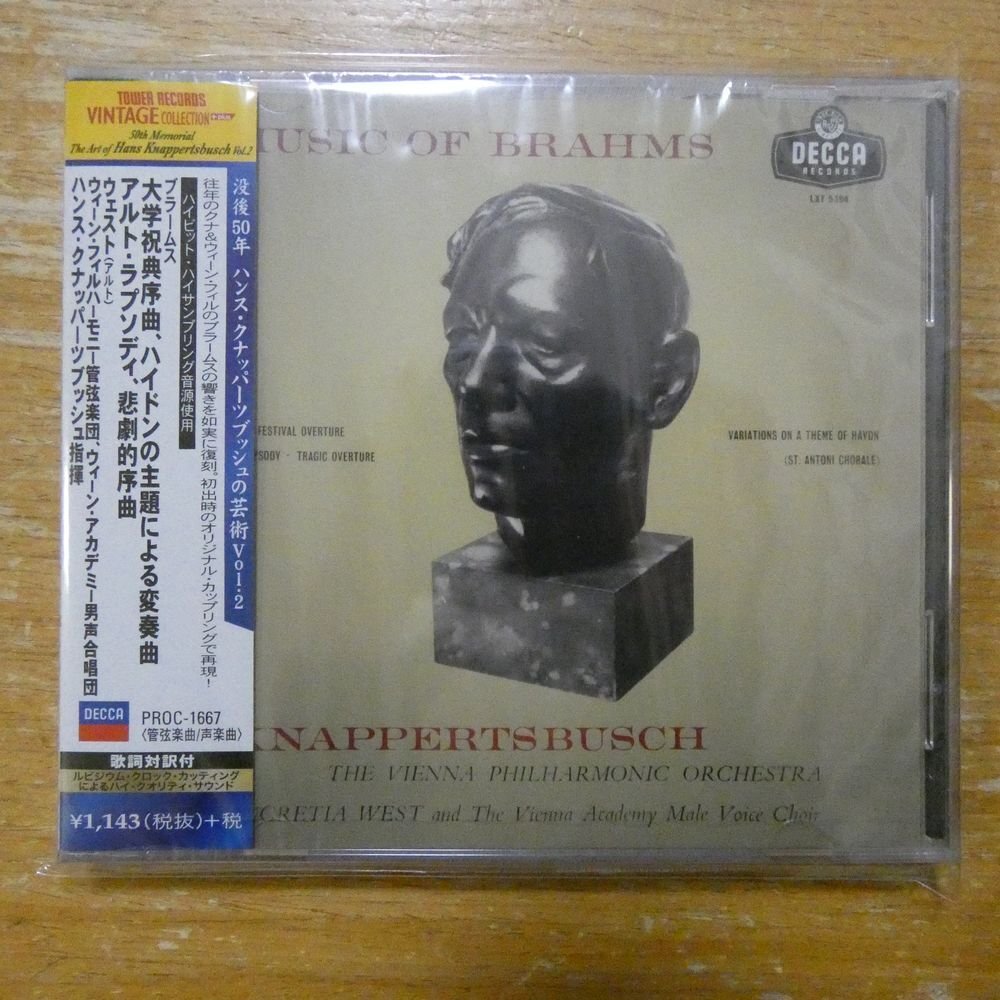 TOWER RECORDS
VINTAGE COLLECTION +plus
50th Memorial
The Art of Hans Knappertsbusch Vol.2
没後50年 ハンス・クナッパーツブッシュの芸術Vol.2
往年のクナ&ウィーン・フィルのブラームスの響きを如実に復刻。初出時のオリジナル・カップリングで再現!
ハイビット・ハイサンプリング音源使用
ブラームス
大学祝典序曲、ハイドンの主題による変奏曲
アルト・ラプソディ、悲劇的序曲
ウェスト(アルト)
ウィーン・フィルハーモニー管弦楽団、ウィーン・アカデミー男声合唱団
ハンス・クナッパーツブッシュ指揮
DECCA
PROC-1667
〈管弦楽曲/声楽曲〉
歌詞対訳付
ルビジウム・クロック・カッティング
によるハイ・クオリティ・サウンド
¥1,143(税抜)+税
MUSIC OF BRAHMS
DECCA
RECORDS
LXT 5394
FESTIVAL OVERTURE
PSODY · TRAGIC OVERTURE
VARIATIONS ON A THEME OF HAYDN
(ST. ANTONI CHORALE)
KNAPPERTSBUSCH
THE VIENNA PHILHARMONIC ORCHESTRA
CRETIA WEST and The Vienna Academy Male Voice Choir